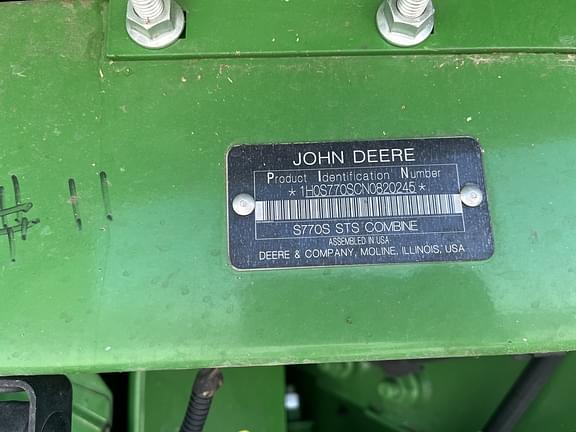 JOHN DEERE
Product Identification Number
*1H0S770SCN0820245*
S770S STS COMBINE
ASSEMBLED IN USA
DEERE & COMPANY, MOLINE, ILLINOIS, USA